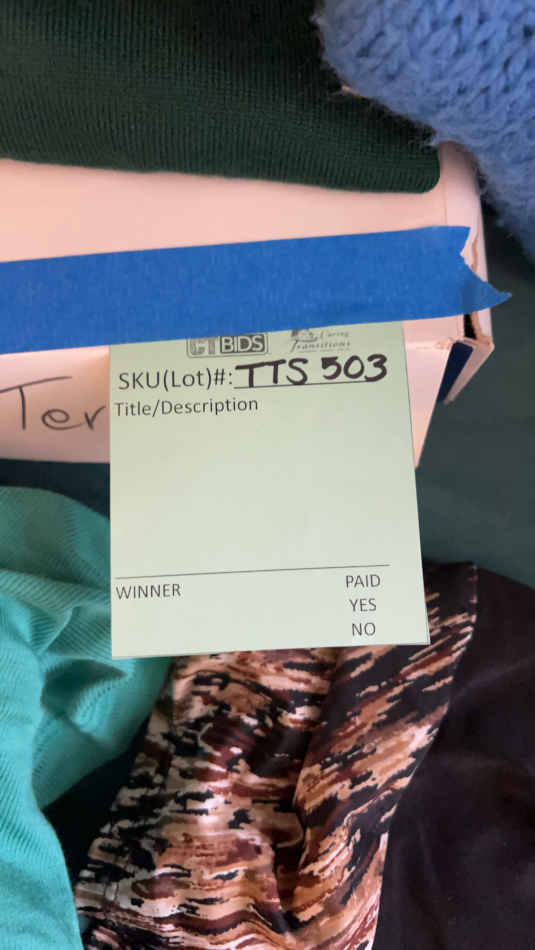 CTBIDS
Caring
Transitions
SKU(Lot)#: TTS 503
Title/Description
Ter
WINNER
PAID
YES
NO